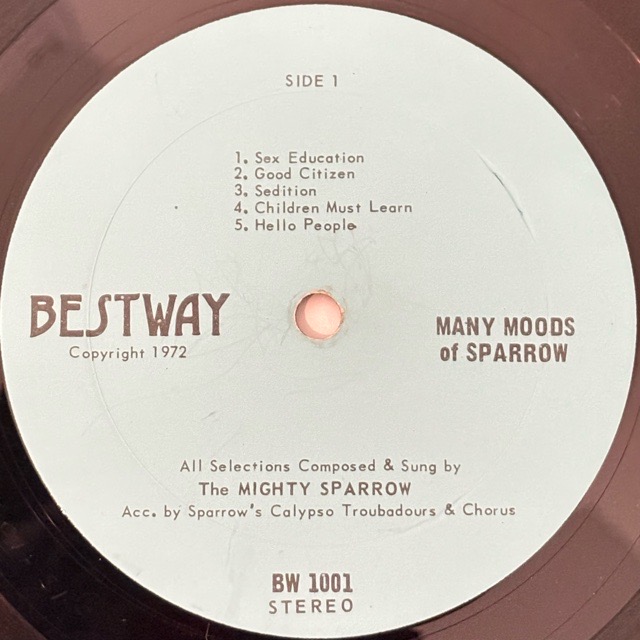 SIDE 1
1. Sex Education
2. Good Citizen
3. Sedition
4. Children Must Learn
5. Hello People
BESTWAY
Copyright 1972
MANY MOODS
of SPARROW
All Selections Composed & Sung by
The MIGHTY SPARROW
Acc. by Sparrow's Calypso Troubadours & Chorus
BW 1001
STEREO